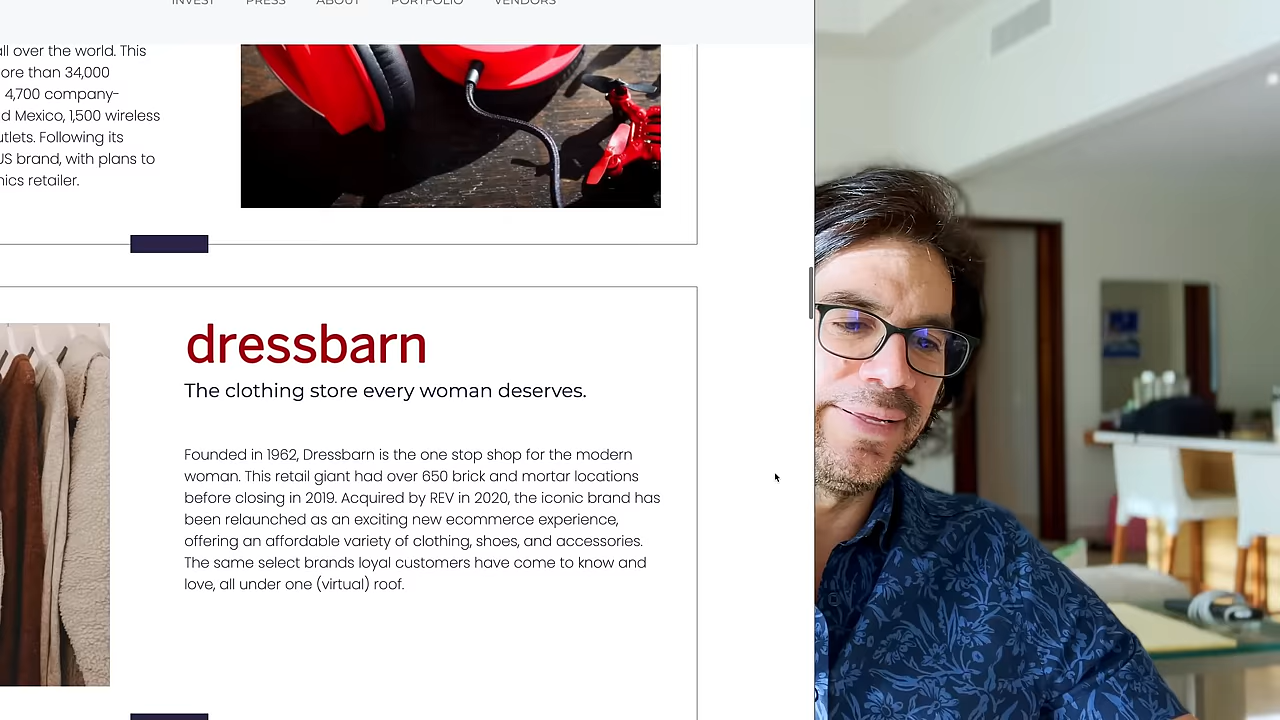 INVEST PRESS ABOUT PORTFOLIO VENDORS
all over the world. This
more than 34,000
4,700 company-
d Mexico, 1,500 wireless
utlets. Following its
US brand, with plans to
nics retailer.
dressbarn
The clothing store every woman deserves.
Founded in 1962, Dressbarn is the one stop shop for the modern
woman. This retail giant had over 650 brick and mortar locations
before closing in 2019. Acquired by REV in 2020, the iconic brand has
been relaunched as an exciting new ecommerce experience,
offering an affordable variety of clothing, shoes, and accessories.
The same select brands loyal customers have come to know and
love, all under one (virtual) roof.